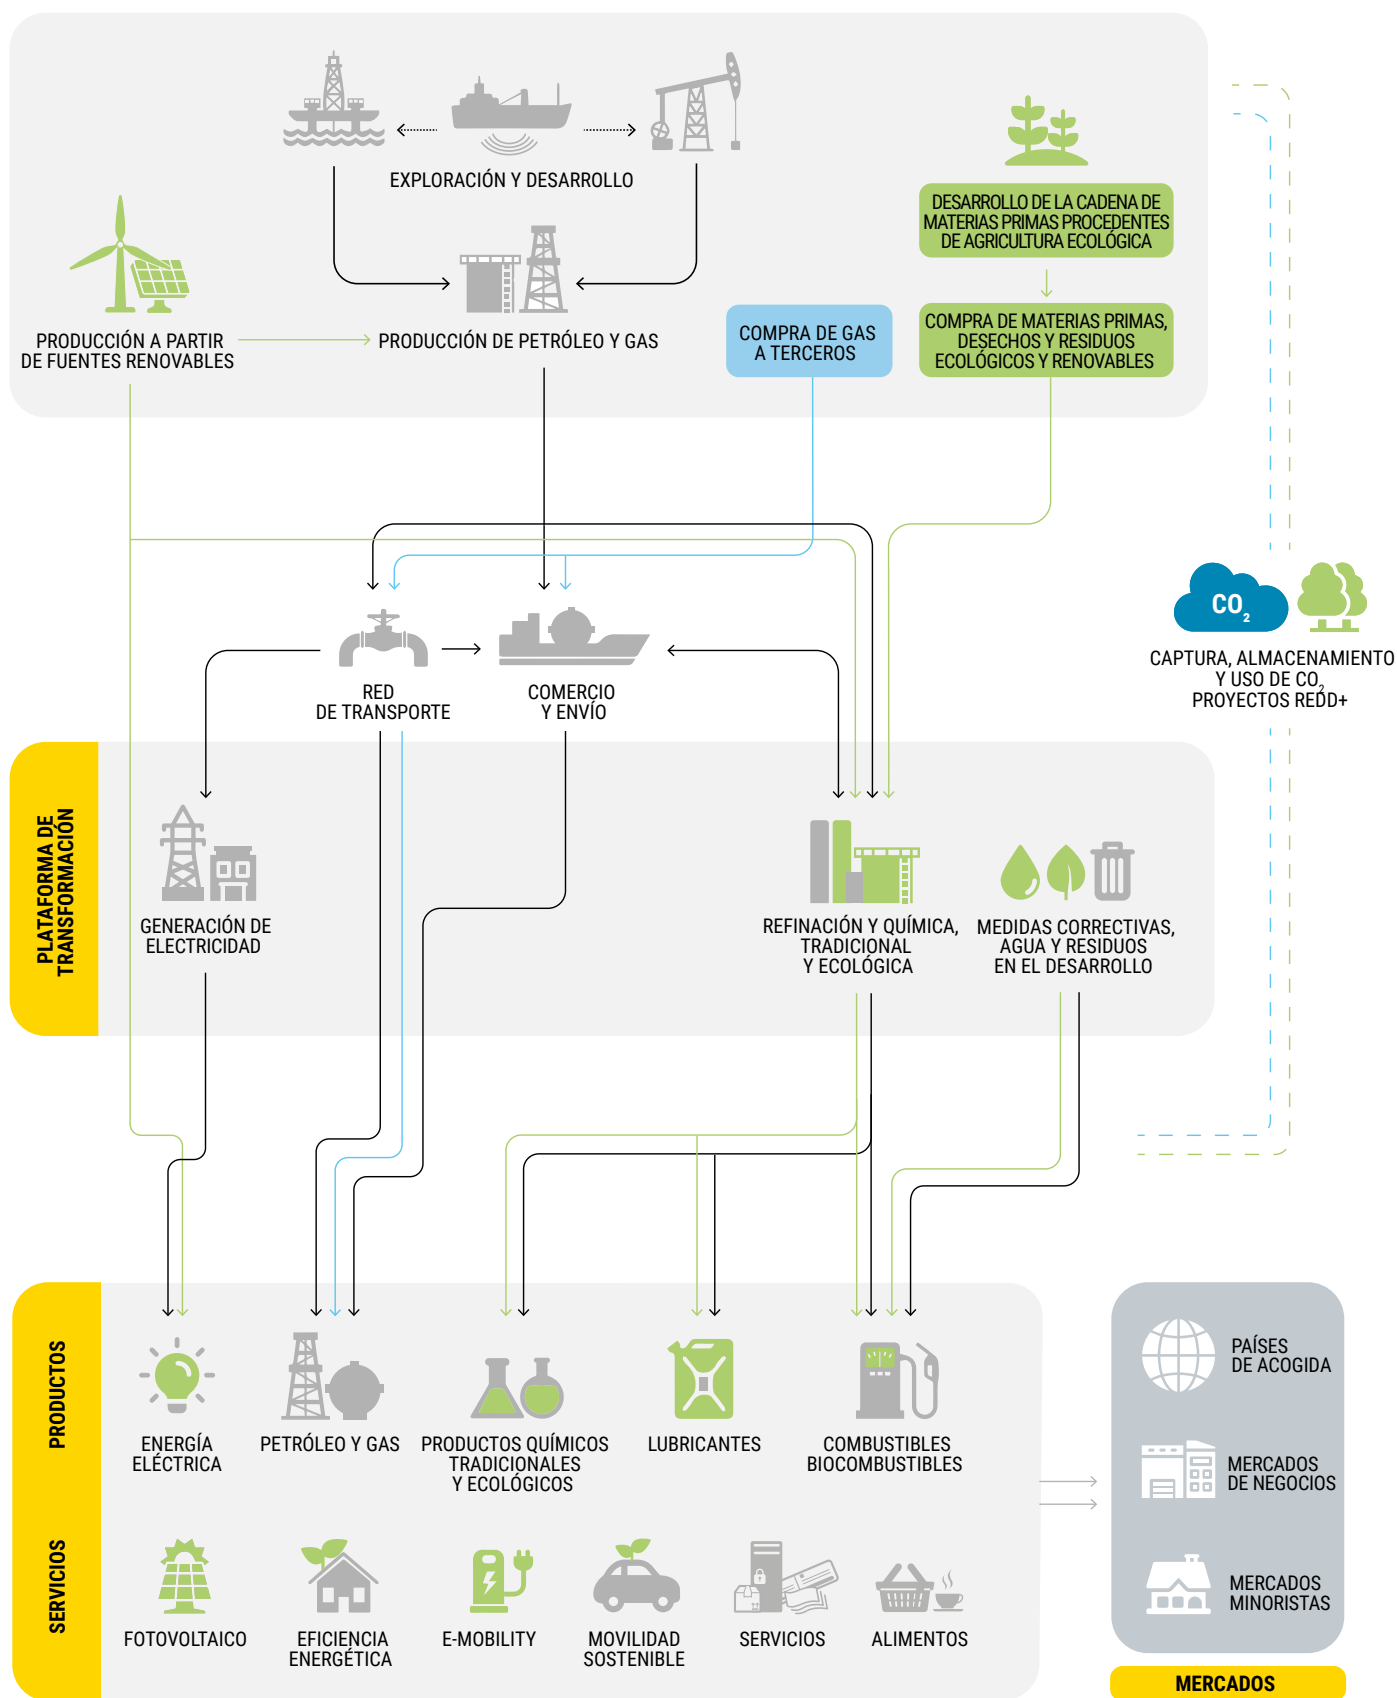 EXPLORACIÓN Y DESARROLLO
DESARROLLO DE LA CADENA DE
MATERIAS PRIMAS PROCEDENTES
DE AGRICULTURA ECOLÓGICA
PRODUCCIÓN A PARTIR
DE FUENTES RENOVABLES
PRODUCCIÓN DE PETRÓLEO Y GAS
COMPRA DE GAS
A TERCEROS
COMPRA DE MATERIAS PRIMAS,
DESECHOS Y RESIDUOS
ECOLÓGICOS Y RENOVABLES
CO₂
CAPTURA, ALMACENAMIENTO
Y USO DE CO₂
PROYECTOS REDD+
RED
DE TRANSPORTE
COMERCIO
Y ENVÍO
PLATAFORMA DE
TRANSFORMACIÓN
GENERACIÓN DE
ELECTRICIDAD
REFINACIÓN Y QUÍMICA,
TRADICIONAL
Y ECOLÓGICA
MEDIDAS CORRECTIVAS,
AGUA Y RESIDUOS
EN EL DESARROLLO
PRODUCTOS
ENERGÍA
ELÉCTRICA
PETRÓLEO Y GAS
PRODUCTOS QUÍMICOS
TRADICIONALES
Y ECOLÓGICOS
LUBRICANTES
COMBUSTIBLES
BIOCOMBUSTIBLES
SERVICIOS
FOTOVOLTAICO
EFICIENCIA
ENERGÉTICA
E-MOBILITY
MOVILIDAD
SOSTENIBLE
SERVICIOS
ALIMENTOS
PAÍSES
DE ACOGIDA
MERCADOS
DE NEGOCIOS
MERCADOS
MINORISTAS
MERCADOS